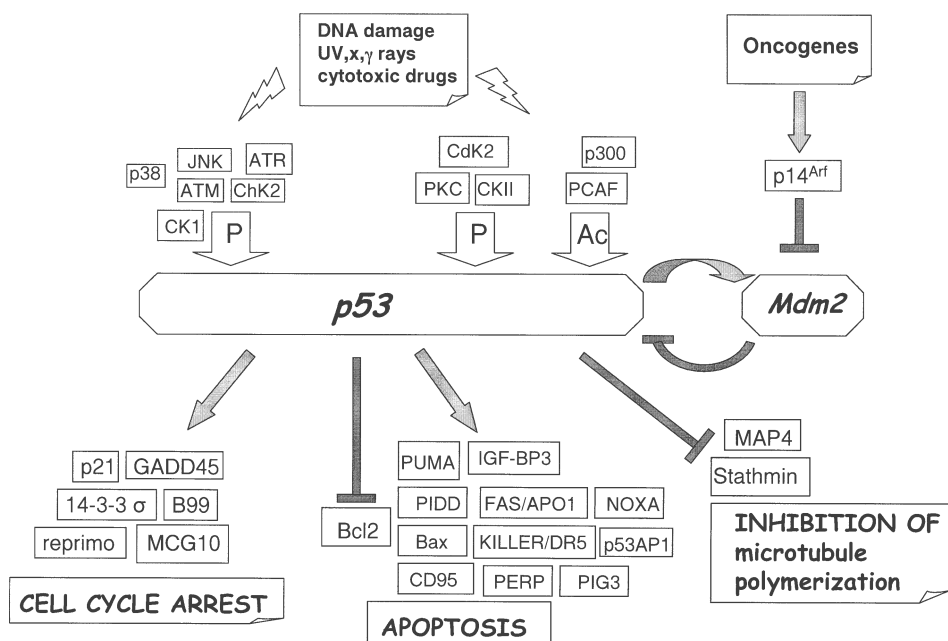 DNA damage
UV,x,γ rays
cytotoxic drugs
Oncogenes
p38
JNK
ATR
ATM
ChK2
CK1
P
CdK2
PKC
CKII
P
p300
PCAF
Ac
p14Arf
p53
Mdm2
p21
GADD45
14-3-3 σ
B99
reprimo
MCG10
CELL CYCLE ARREST
Bcl2
PUMA
IGF-BP3
PIDD
FAS/APO1
NOXA
Bax
KILLER/DR5
p53AP1
CD95
PERP
PIG3
APOPTOSIS
MAP4
Stathmin
INHIBITION OF
microtubule
polymerization